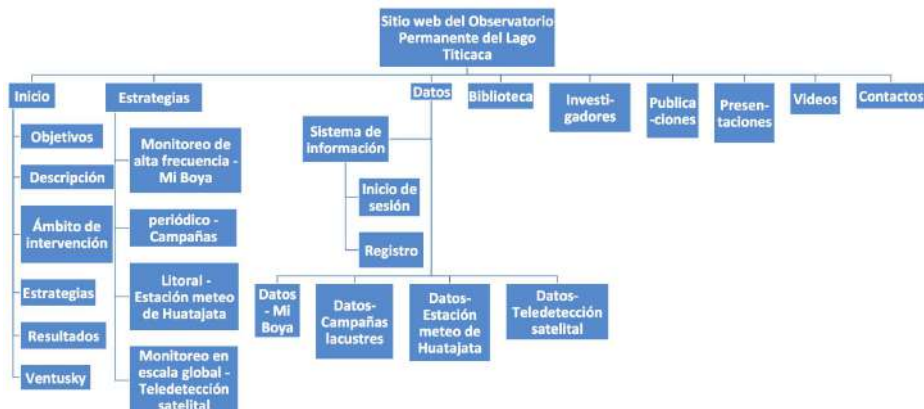 Sitio web del Observatorio
Permanente del Lago
Titicaca
Inicio
Objetivos
Descripción
Ámbito de
intervención
Estrategias
Resultados
Ventusky
Estrategias
Monitoreo de
alta frecuencia -
Mi Boya
periódico -
Campañas
Litoral -
Estación meteo
de Huatajata
Monitoreo en
escala global -
Teledetección
satelital
Datos
Sistema de
información
Inicio de
sesión
Registro
Datos
- Mi
Boya
Datos-
Campañas
lacustres
Datos-
Estación
meteo de
Huatajata
Datos-
Teledetección
satelital
Biblioteca
Investi-
gadores
Publica
-ciones
Presen-
taciones
Videos
Contactos